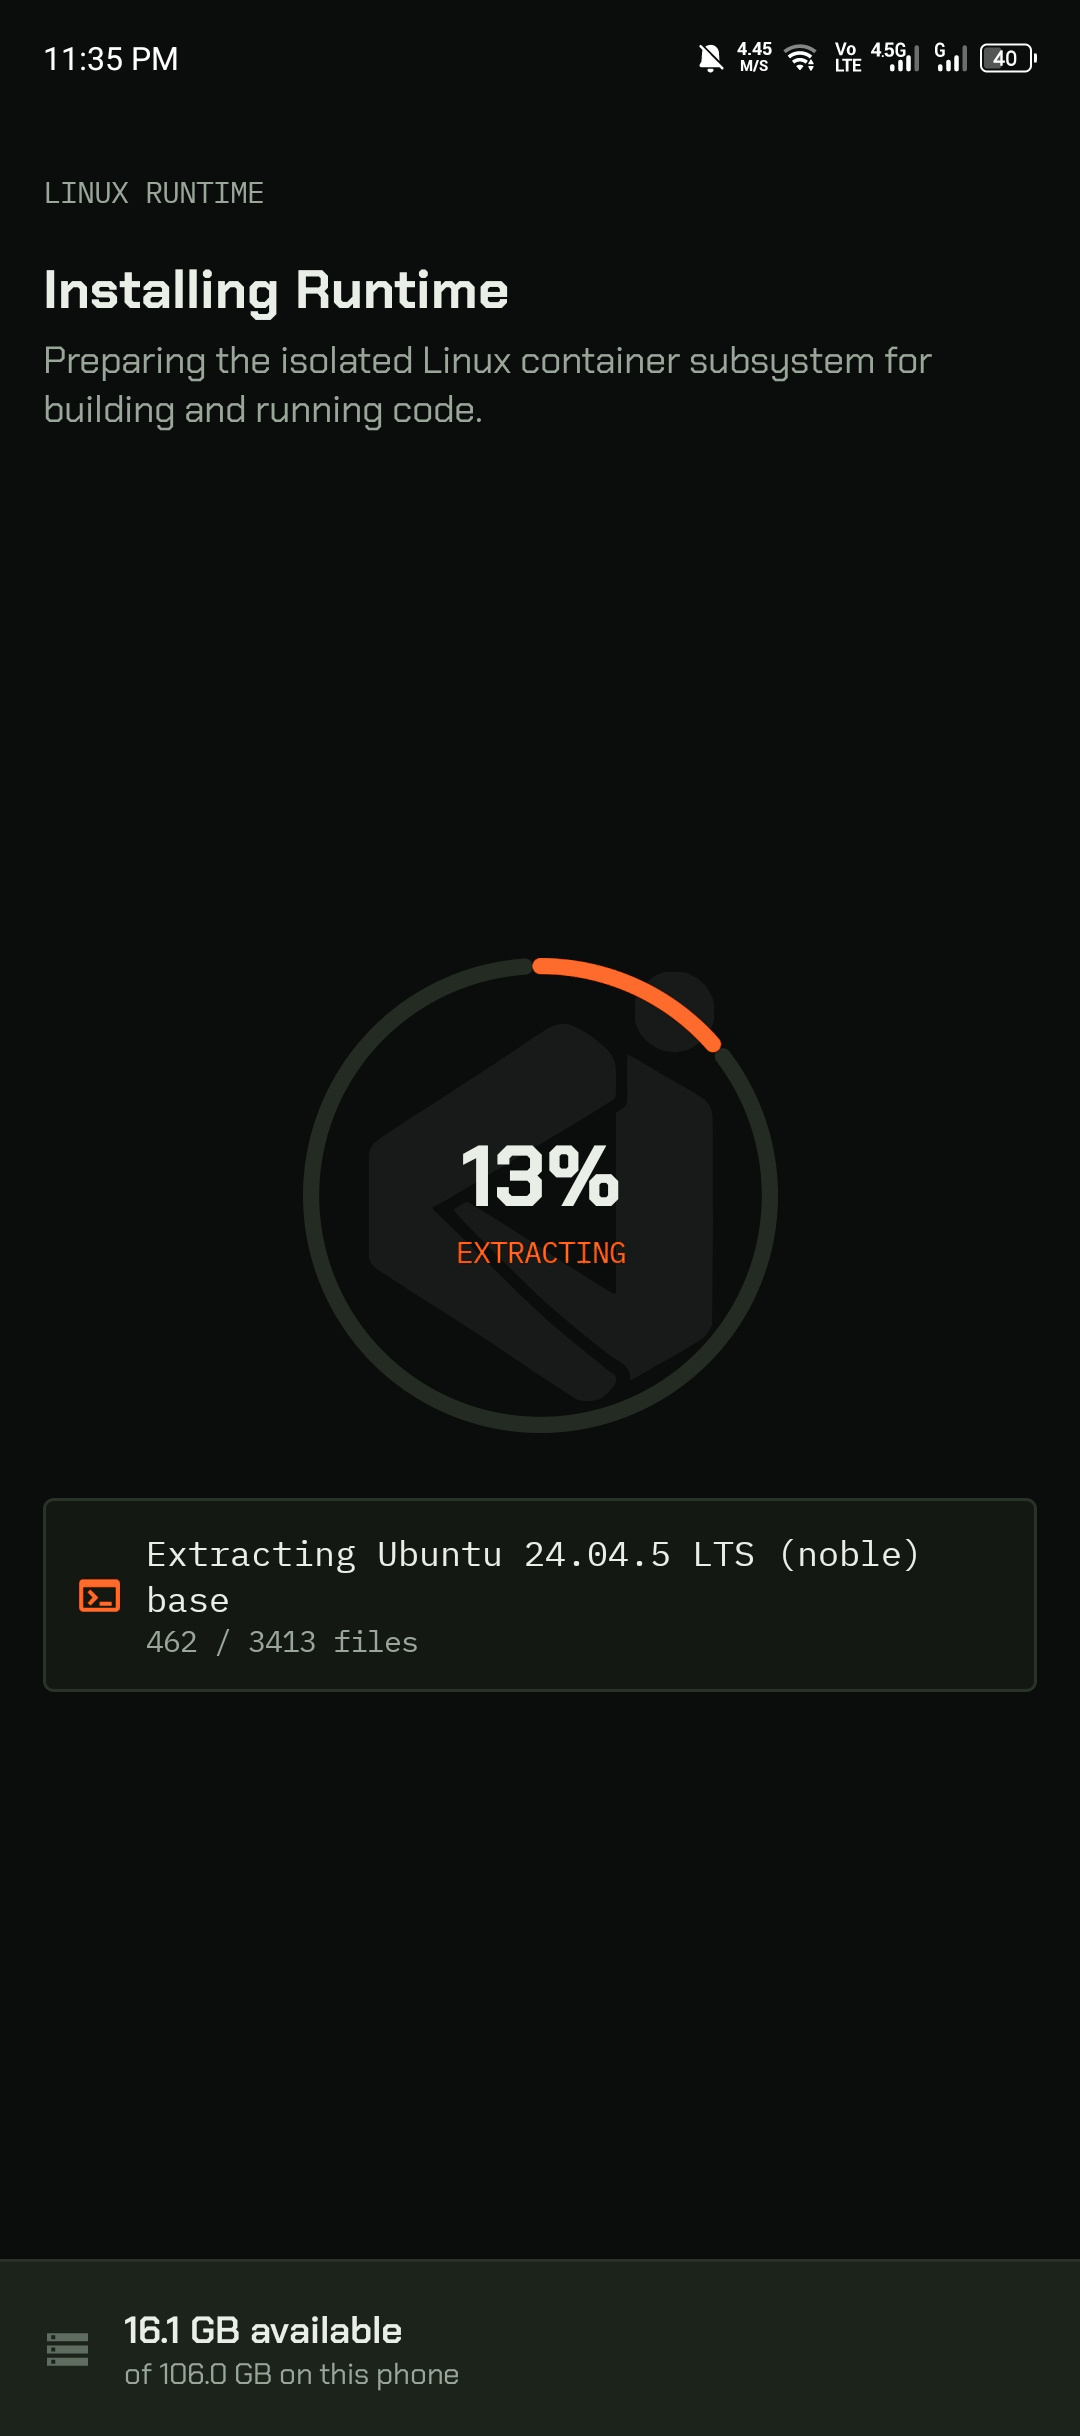 11:35 PM
4.45 M/S Vo LTE 4.5G G 40
LINUX RUNTIME
Installing Runtime
Preparing the isolated Linux container subsystem for
building and running code.
13%
EXTRACTING
Extracting Ubuntu 24.04.5 LTS (noble)
base
462 / 3413 files
16.1 GB available
of 106.0 GB on this phone